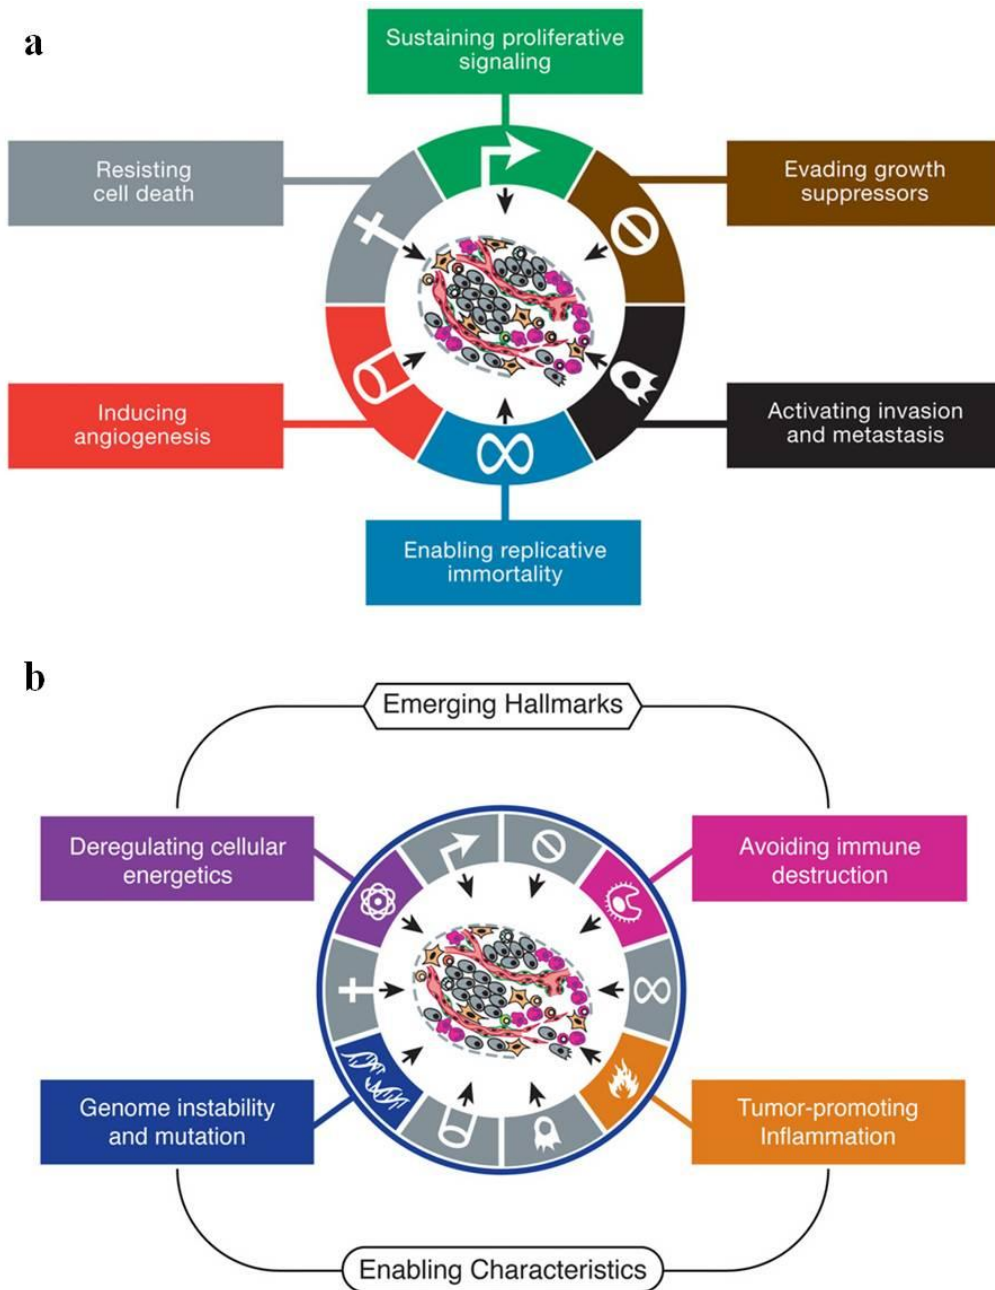 a
Sustaining proliferative
signaling
Resisting
cell death
Evading growth
suppressors
Inducing
angiogenesis
Activating invasion
and metastasis
Enabling replicative
immortality
b
Emerging Hallmarks
Deregulating cellular
energetics
Avoiding immune
destruction
Genome instability
and mutation
Tumor-promoting
Inflammation
Enabling Characteristics